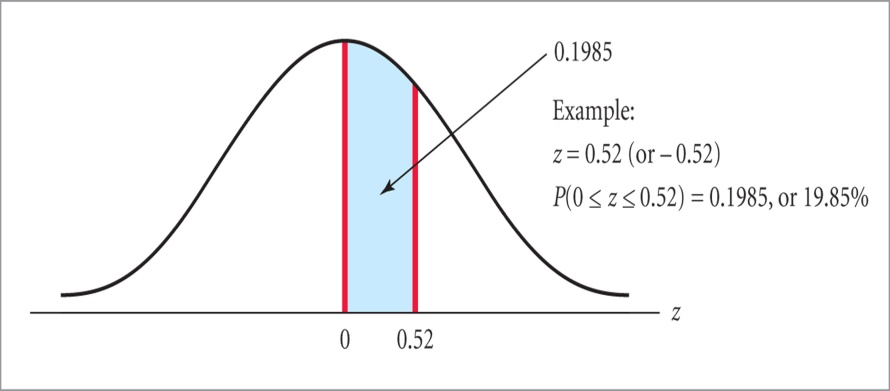 0.1985
Example:
z = 0.52 (or – 0.52)
P(0 ≤ z ≤ 0.52) = 0.1985, or 19.85%
z
0 0.52